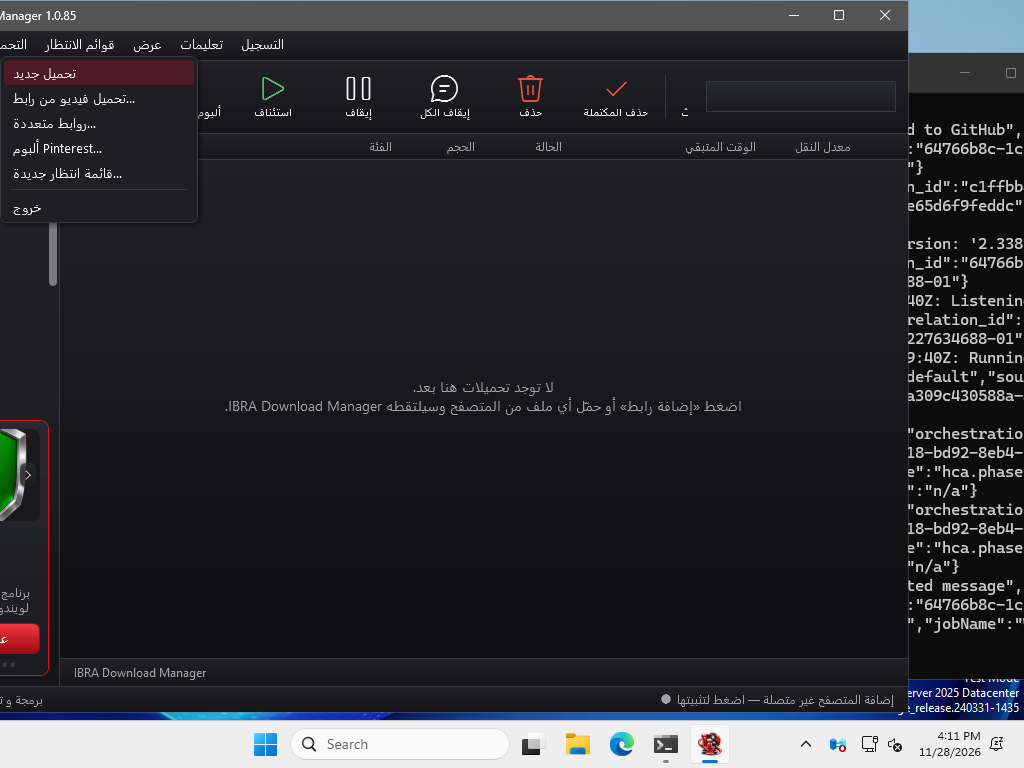 Manager 1.0.85
التحم
قوائم الانتظار
عرض
تعليمات
التسجيل
تحميل جديد
تحميل فيديو من رابط...
روابط متعددة...
ألبوم Pinterest...
قائمة انتظار جديدة...
خروج
ألبوم
استئناف
إيقاف
إيقاف الكل
حذف
حذف المكتملة
الفئة
الحجم
الحالة
الوقت المتبقي
معدل النقل
لا توجد تحميلات هنا بعد.
اضغط «إضافة رابط» أو حمّل أي ملف من المتصفح وسيلتقطه IBRA Download Manager.
برنامج
لويندو
IBRA Download Manager
برمجة و ت
إضافة المتصفح غير متصلة — اضغط لتثبيتها
d to GitHub",
:"64766b8c-1c
"}
n_id":"c1ffbb
e65d6f9feddc"
rsion: '2.338
n_id":"64766b
88-01"}
40Z: Listenin
relation_id":
227634688-01"
9:40Z: Runnin
default","sou
a309c430588a-
"orchestratio
18-bd92-8eb4-
e":"hca.phase
":"n/a"}
"orchestratio
18-bd92-8eb4-
e":"hca.phase
"n/a"}
ted message",
:"64766b8c-1c
","jobName":"
Test Mode
erver 2025 Datacenter
e_release.240331-1435
Search
4:11 PM
11/28/2026